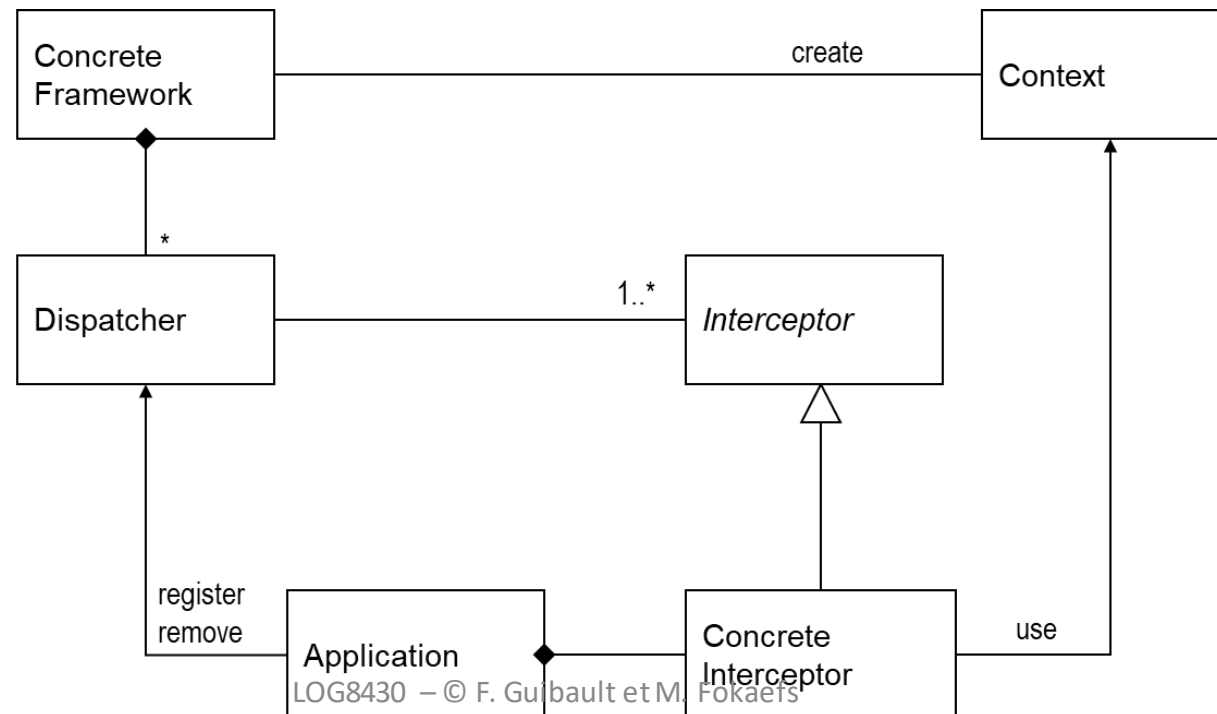 Concrete
Framework
create
Context
*
Dispatcher
1..*
Interceptor
register
remove
Application
Concrete
Interceptor
use
LOG8430 – © F. Guibault et M. Fokaefs